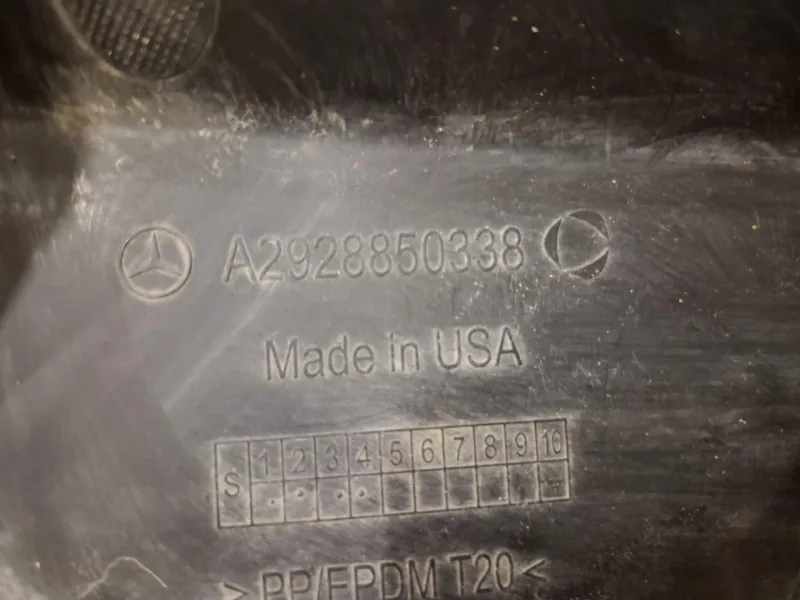 A2928850338
Made in USA
S 1 2 3 4 5 6 7 8 9 10
>PP/EPDM T20<